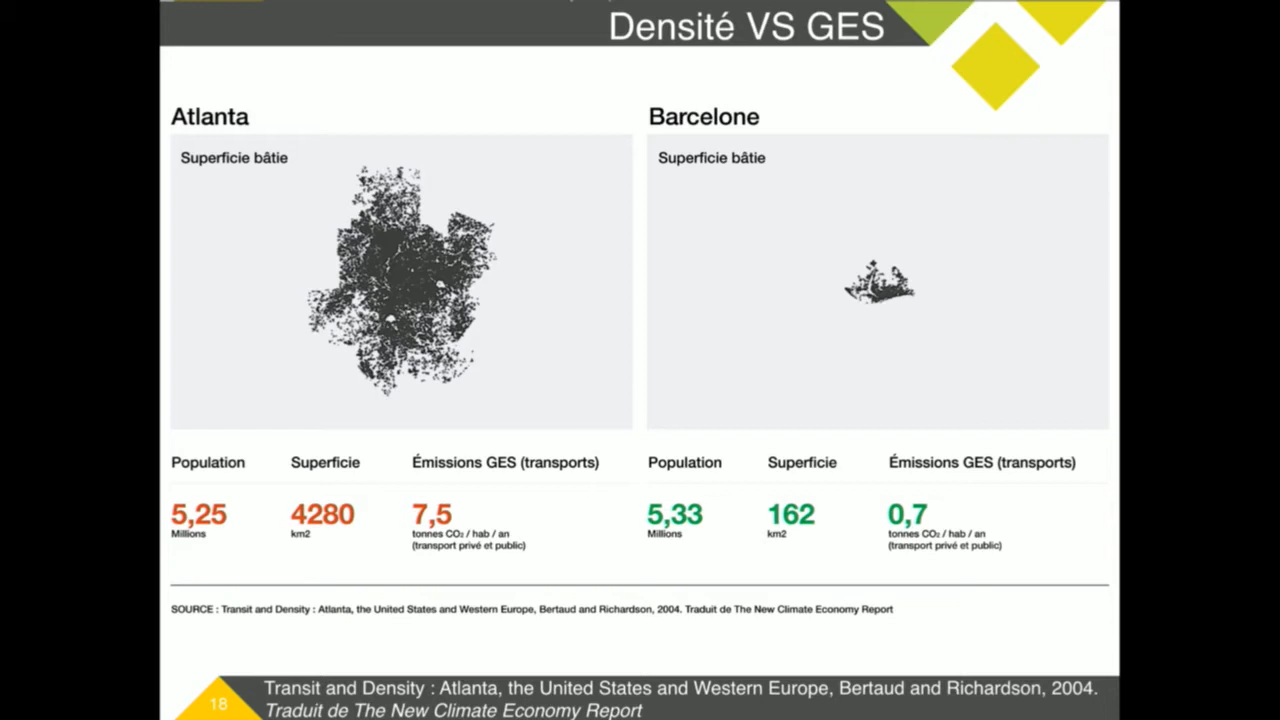 Densité VS GES
Atlanta
Superficie bâtie
Barcelone
Superficie bâtie
Population
Superficie
Émissions GES (transports)
5,25
Millions
4280
km2
7,5
tonnes CO₂ / hab / an
(transport privé et public)
Population
Superficie
Émissions GES (transports)
5,33
Millions
162
km2
0,7
tonnes CO₂ / hab / an
(transport privé et public)
SOURCE : Transit and Density : Atlanta, the United States and Western Europe, Bertaud and Richardson, 2004. Traduit de The New Climate Economy Report
18
Transit and Density : Atlanta, the United States and Western Europe, Bertaud and Richardson, 2004.
Traduit de The New Climate Economy Report